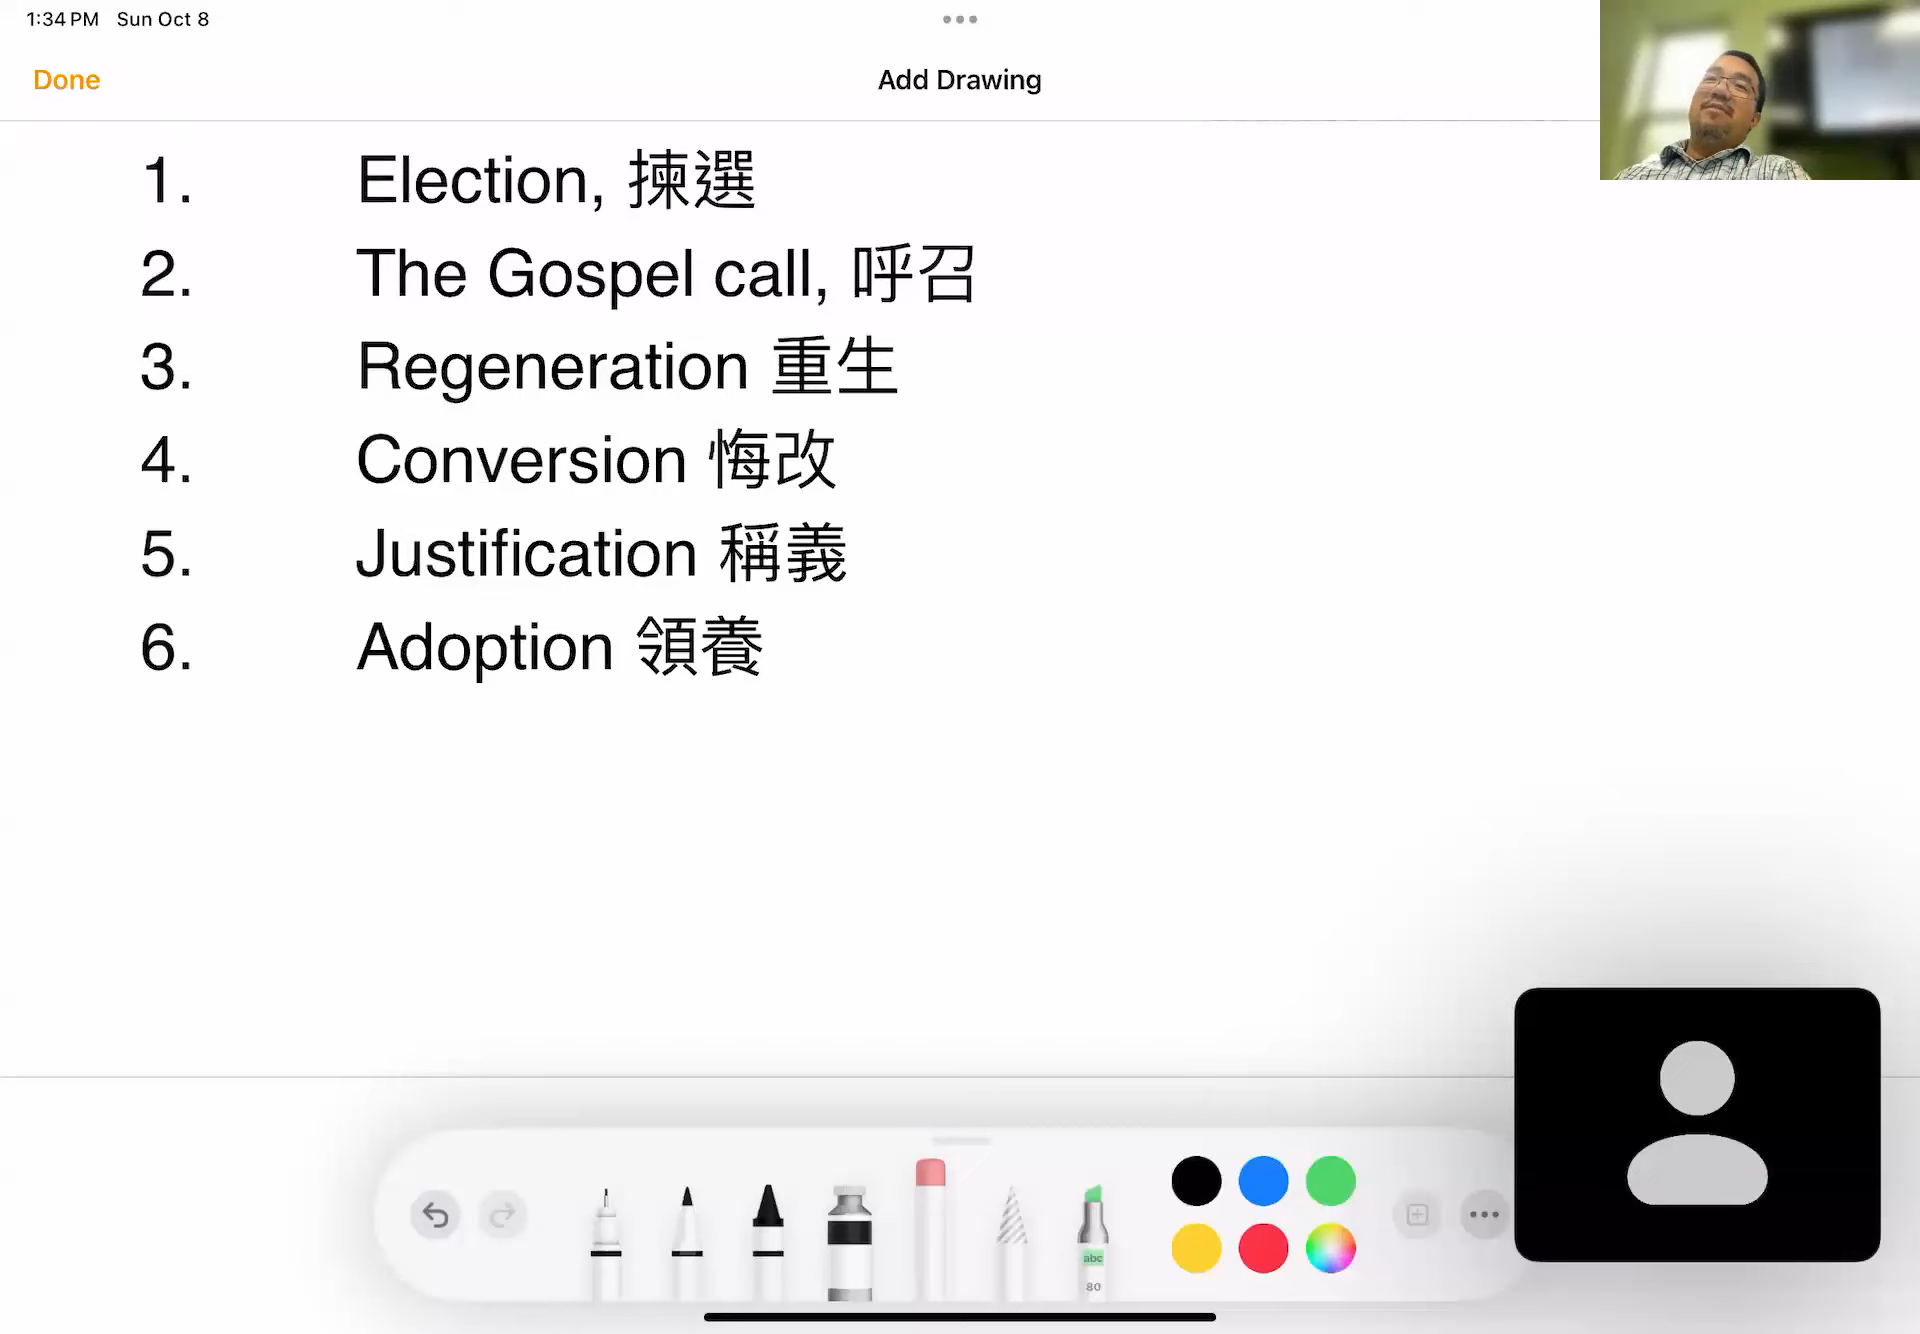 1:34 PM Sun Oct 8
Done
Add Drawing
1. Election, 揀選
2. The Gospel call, 呼召
3. Regeneration 重生
4. Conversion 悔改
5. Justification 稱義
6. Adoption 領養
abc
80